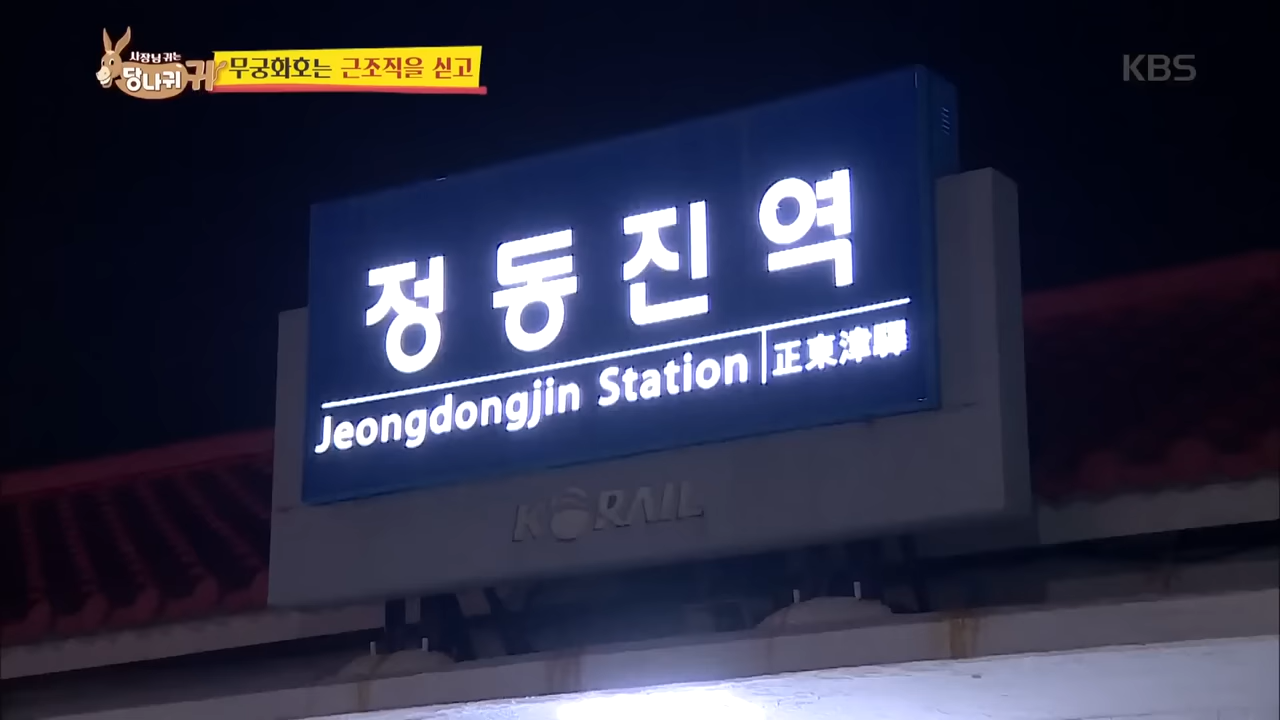 사장님 귀는
당나귀 귀
무궁화호는 근조직을 싣고
KBS
정동진역
Jeongdongjin Station
正東津驛
KORAIL